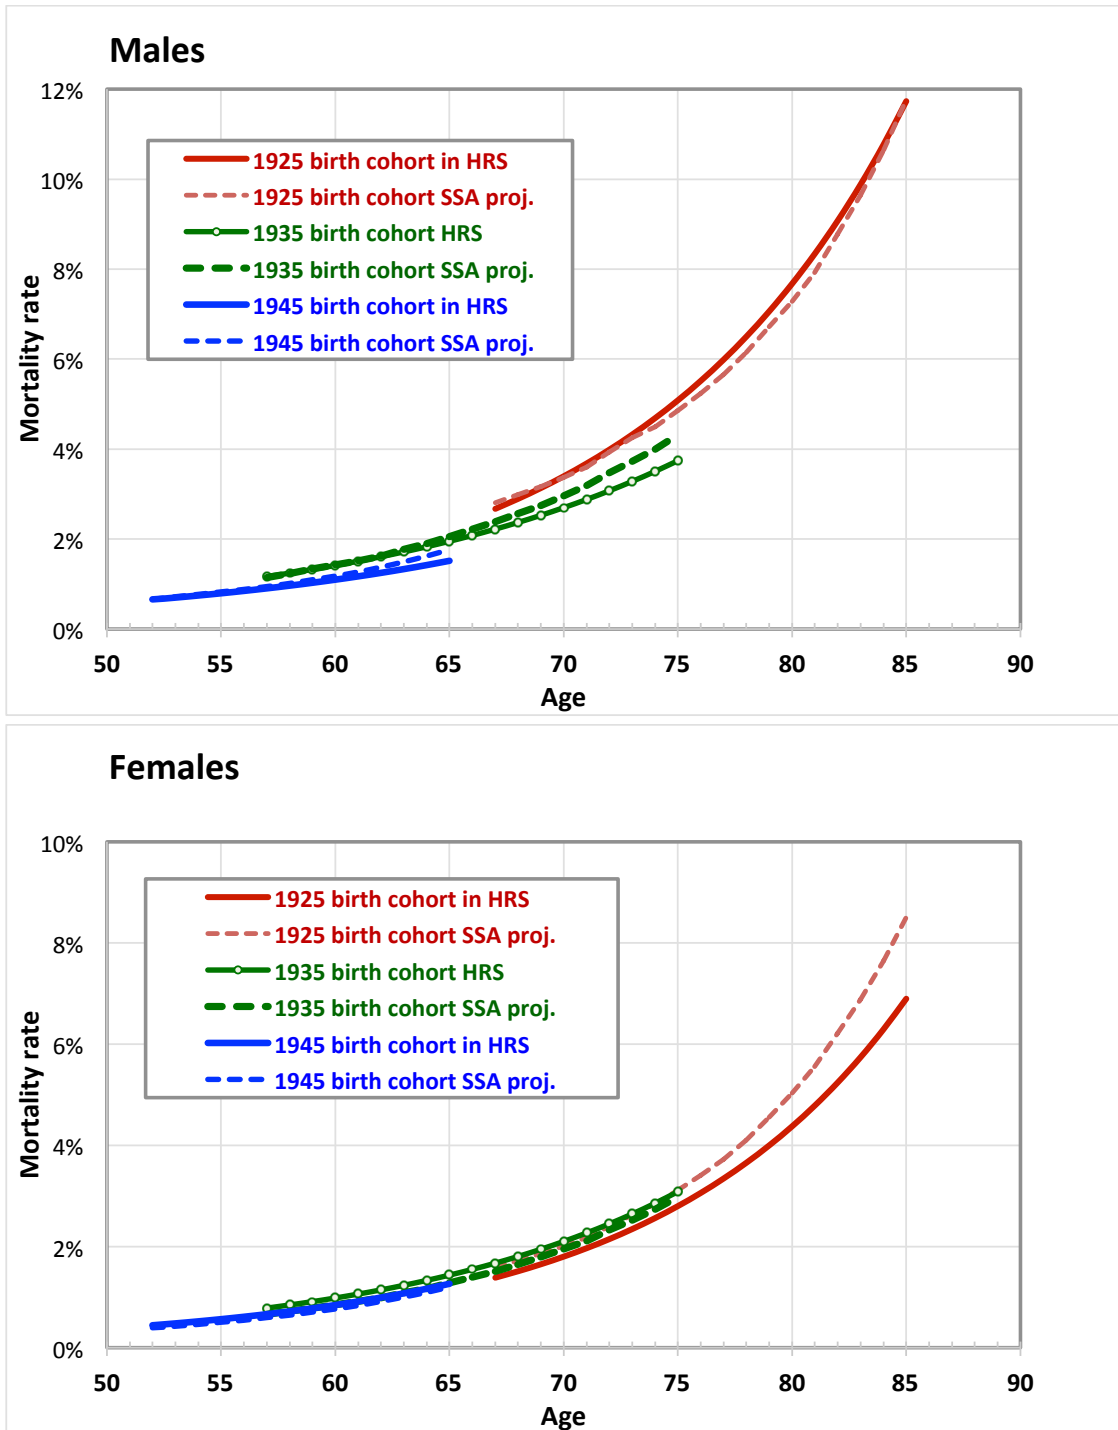 Males
12%
10%
8%
6%
4%
2%
0%
Mortality rate
1925 birth cohort in HRS
1925 birth cohort SSA proj.
1935 birth cohort HRS
1935 birth cohort SSA proj.
1945 birth cohort in HRS
1945 birth cohort SSA proj.
50 55 60 65 70 75 80 85 90
Age
Females
10%
8%
6%
4%
2%
0%
Mortality rate
1925 birth cohort in HRS
1925 birth cohort SSA proj.
1935 birth cohort HRS
1935 birth cohort SSA proj.
1945 birth cohort in HRS
1945 birth cohort SSA proj.
50 55 60 65 70 75 80 85 90
Age